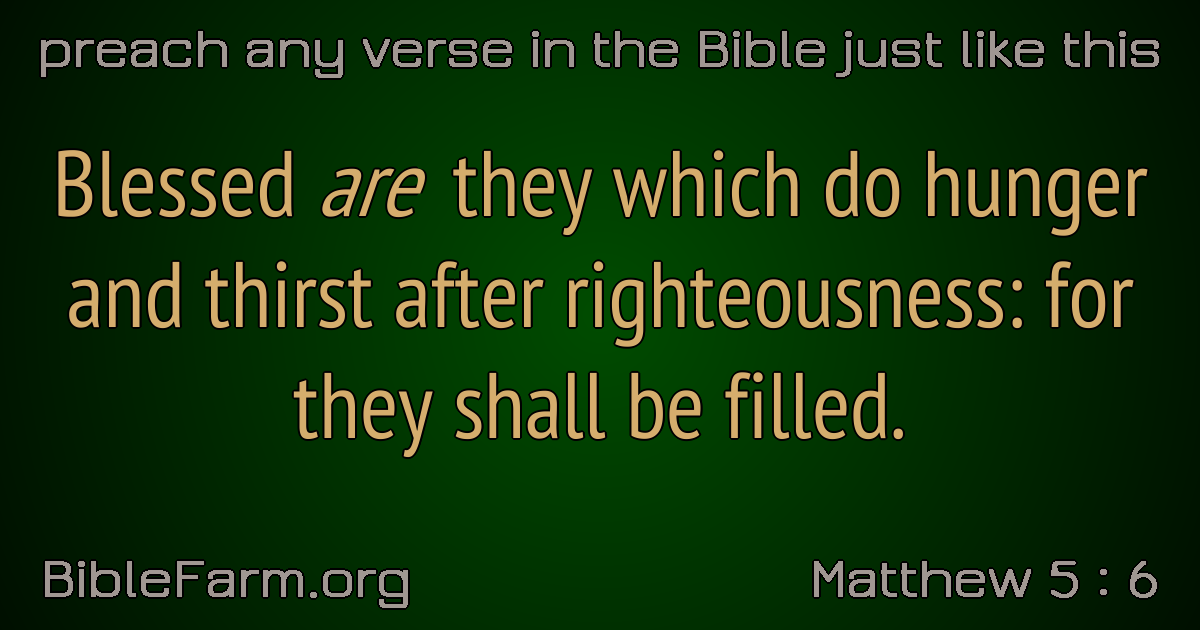 preach any verse in the Bible just like this
Blessed are they which do hunger
and thirst after righteousness: for
they shall be filled.
BibleFarm.org
Matthew 5 : 6